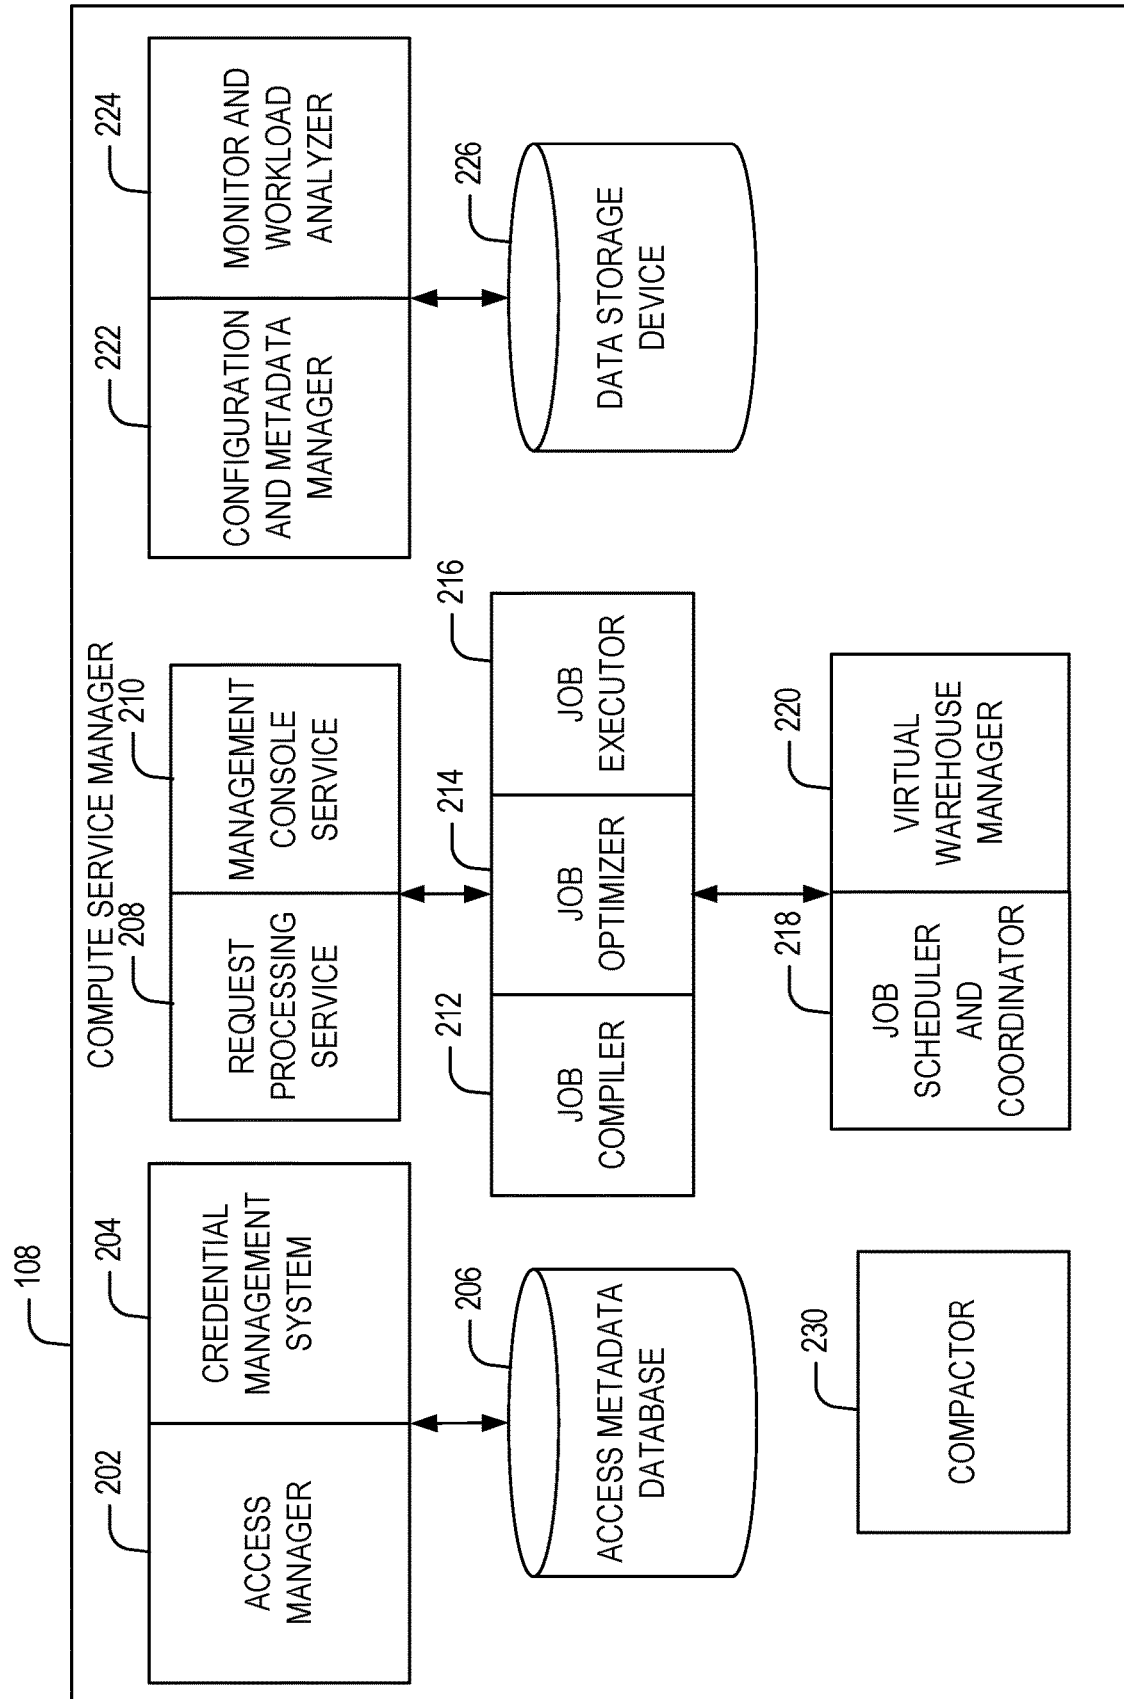 108
COMPUTE SERVICE MANAGER
202
ACCESS
MANAGER
204
CREDENTIAL
MANAGEMENT
SYSTEM
206
ACCESS METADATA
DATABASE
230
COMPACTOR
208
REQUEST
PROCESSING
SERVICE
210
MANAGEMENT
CONSOLE
SERVICE
212
JOB
COMPILER
214
JOB
OPTIMIZER
216
JOB
EXECUTOR
218
JOB
SCHEDULER
AND
COORDINATOR
220
VIRTUAL
WAREHOUSE
MANAGER
222
CONFIGURATION
AND METADATA
MANAGER
224
MONITOR AND
WORKLOAD
ANALYZER
226
DATA STORAGE
DEVICE